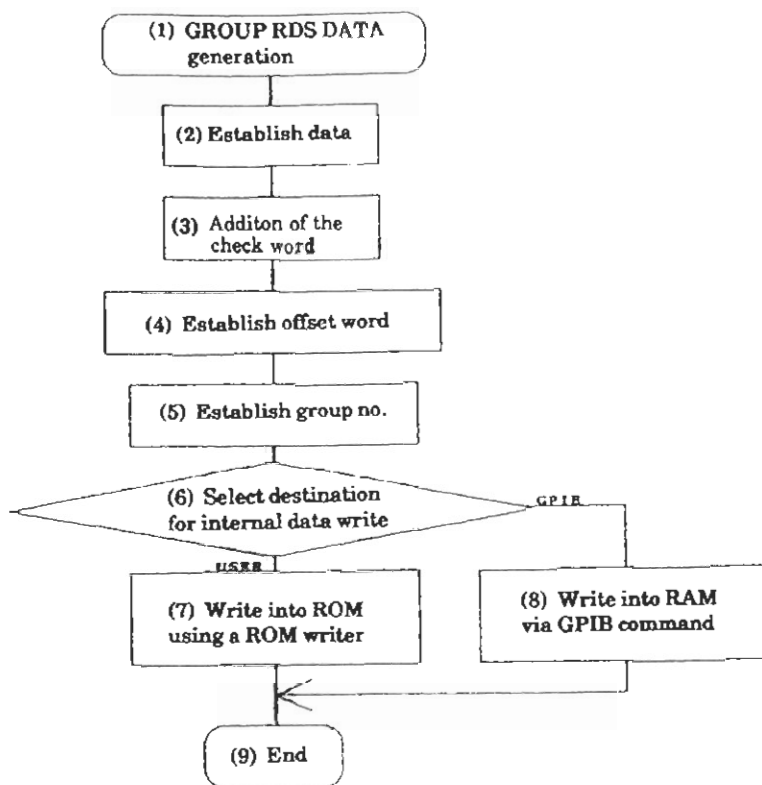 (1) GROUP RDS DATA
generation
(2) Establish data
(3) Additon of the
check word
(4) Establish offset word
(5) Establish group no.
(6) Select destination
for internal data write
GPIB
USER
(7) Write into ROM
using a ROM writer
(8) Write into RAM
via GPIB command
(9) End